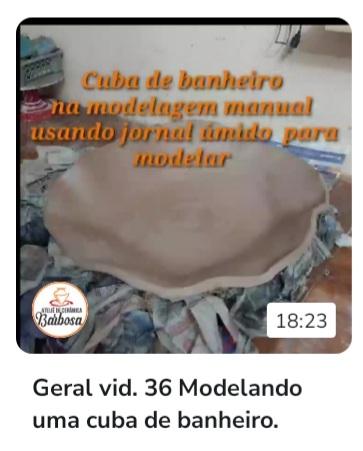 Cuba de banheiro
na modelagem manual
usando jornal úmido para
modelar
ATELIÊ DE CERÂMICA
Barbosa
18:23
Geral vid. 36 Modelando
uma cuba de banheiro.